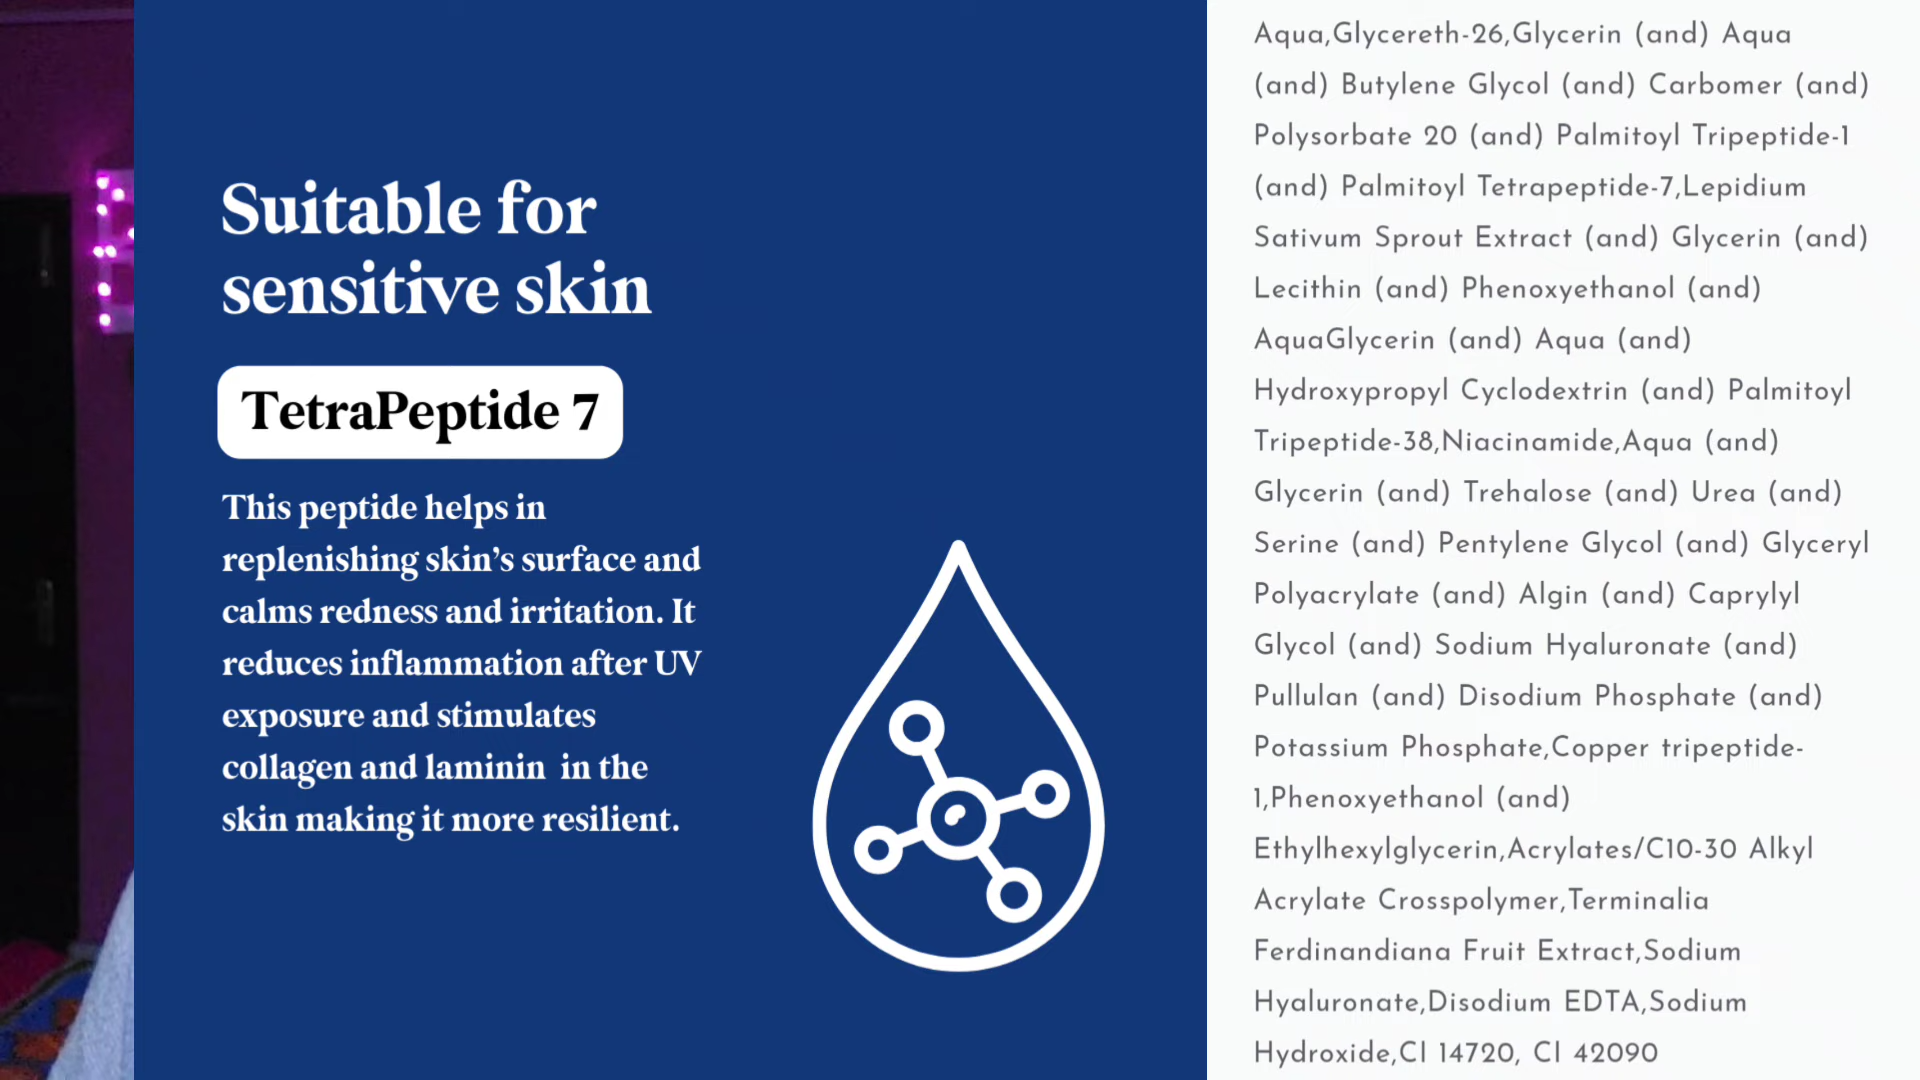 Suitable for
sensitive skin
TetraPeptide 7
This peptide helps in
replenishing skin’s surface and
calms redness and irritation. It
reduces inflammation after UV
exposure and stimulates
collagen and laminin  in the
skin making it more resilient.
Aqua,Glycereth-26,Glycerin (and) Aqua
(and) Butylene Glycol (and) Carbomer (and)
Polysorbate 20 (and) Palmitoyl Tripeptide-1
(and) Palmitoyl Tetrapeptide-7,Lepidium
Sativum Sprout Extract (and) Glycerin (and)
Lecithin (and) Phenoxyethanol (and)
AquaGlycerin (and) Aqua (and)
Hydroxypropyl Cyclodextrin (and) Palmitoyl
Tripeptide-38,Niacinamide,Aqua (and)
Glycerin (and) Trehalose (and) Urea (and)
Serine (and) Pentylene Glycol (and) Glyceryl
Polyacrylate (and) Algin (and) Caprylyl
Glycol (and) Sodium Hyaluronate (and)
Pullulan (and) Disodium Phosphate (and)
Potassium Phosphate,Copper tripeptide-
1,Phenoxyethanol (and)
Ethylhexylglycerin,Acrylates/C10-30 Alkyl
Acrylate Crosspolymer,Terminalia
Ferdinandiana Fruit Extract,Sodium
Hyaluronate,Disodium EDTA,Sodium
Hydroxide,CI 14720, CI 42090